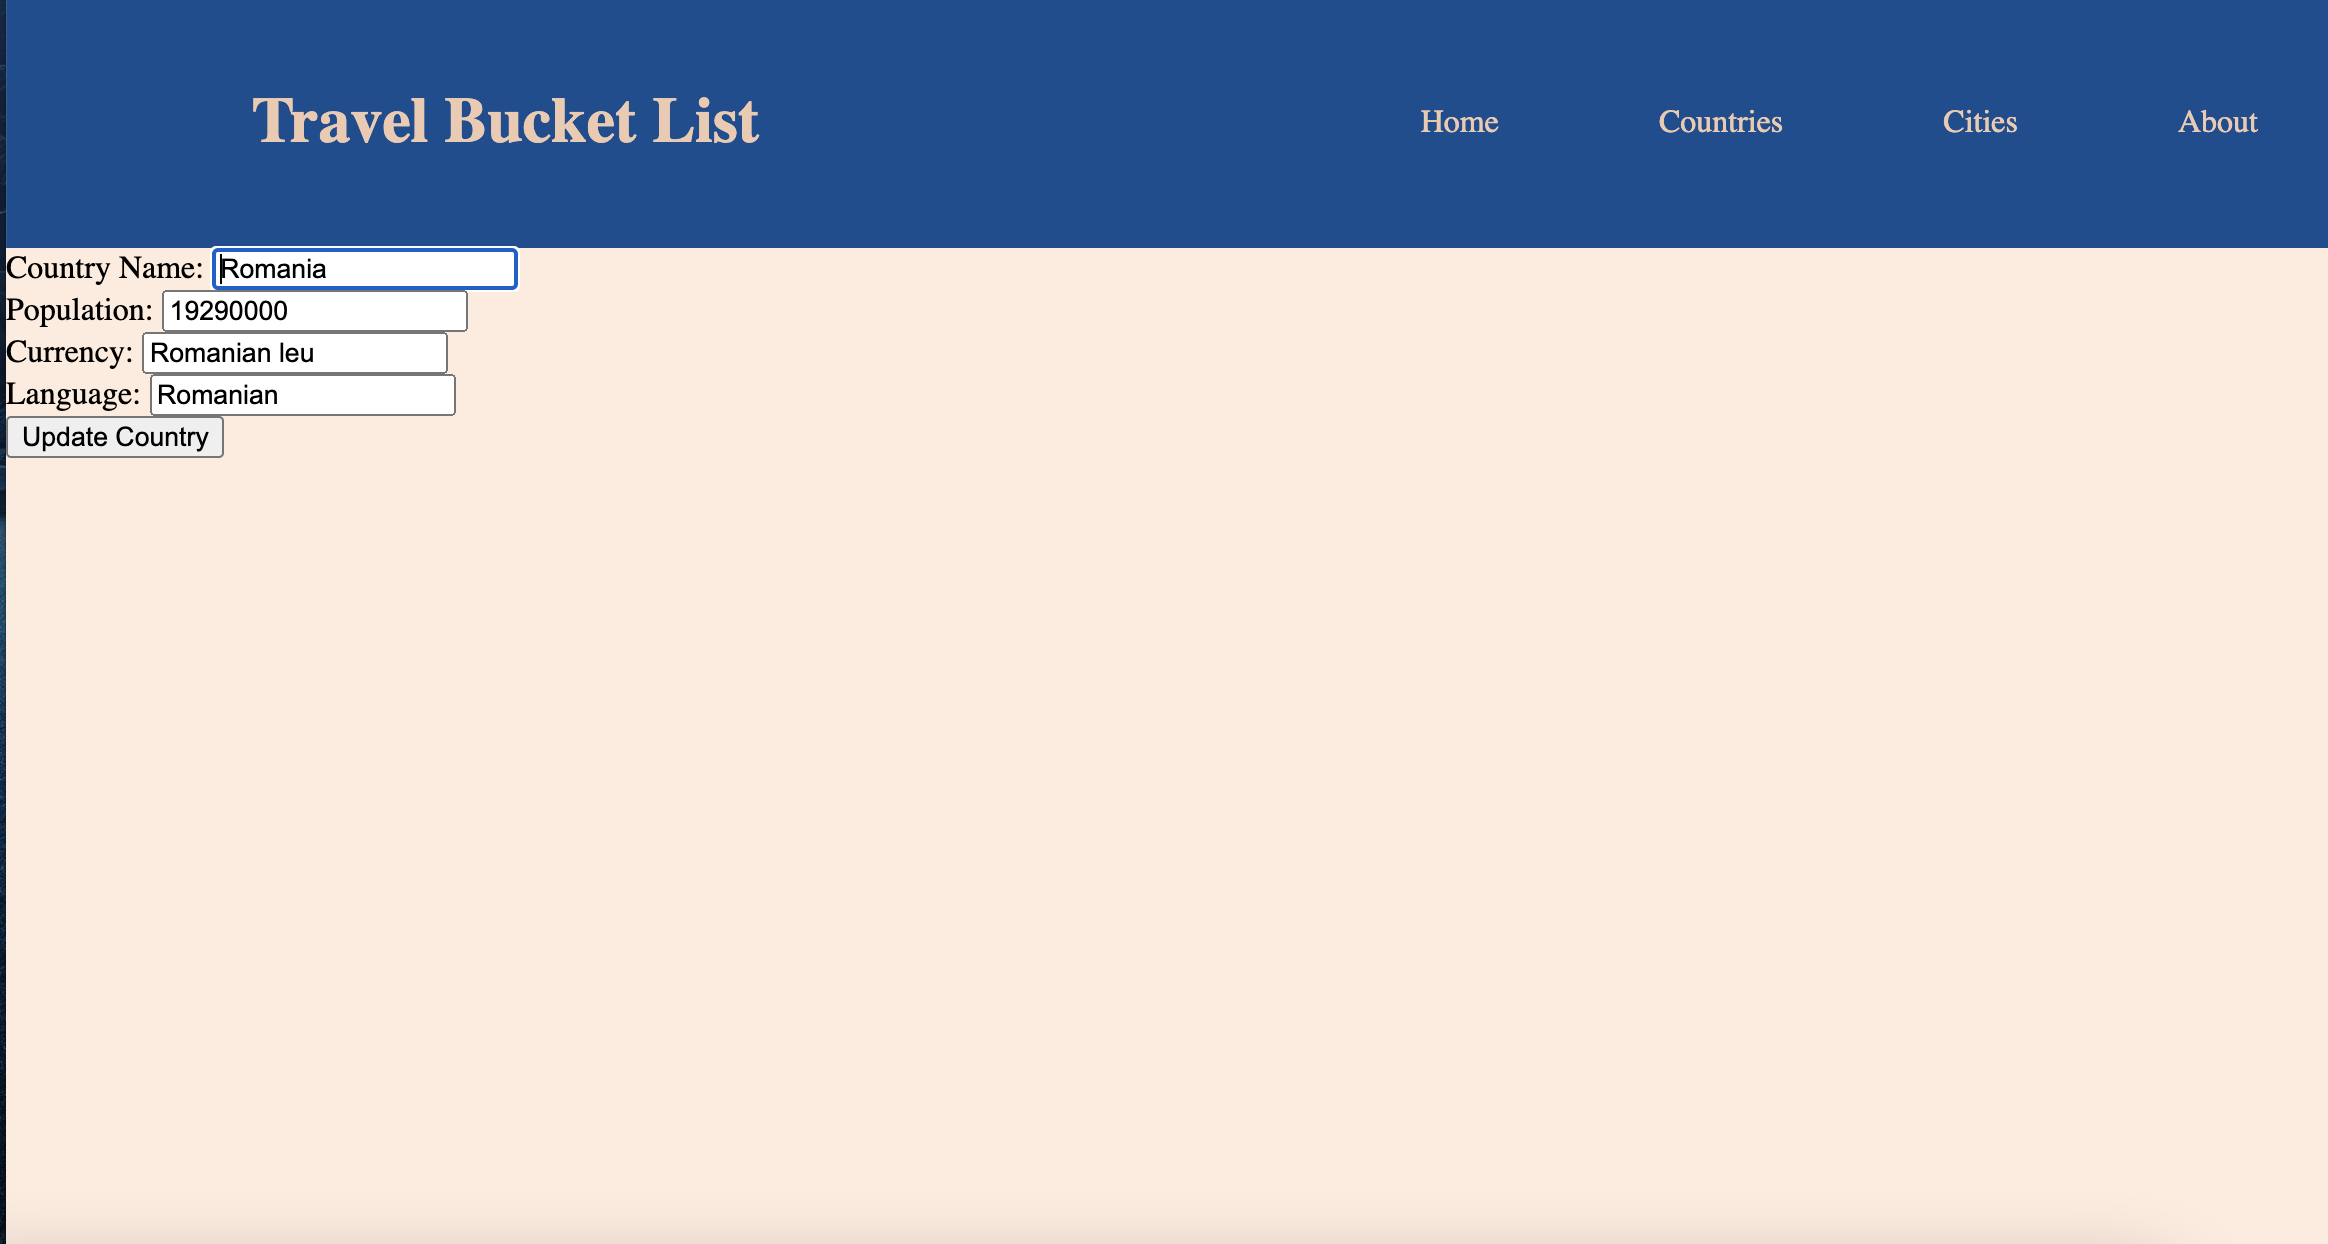 Travel Bucket List
Home Countries Cities About
Country Name: Romania
Population: 19290000
Currency: Romanian leu
Language: Romanian
Update Country